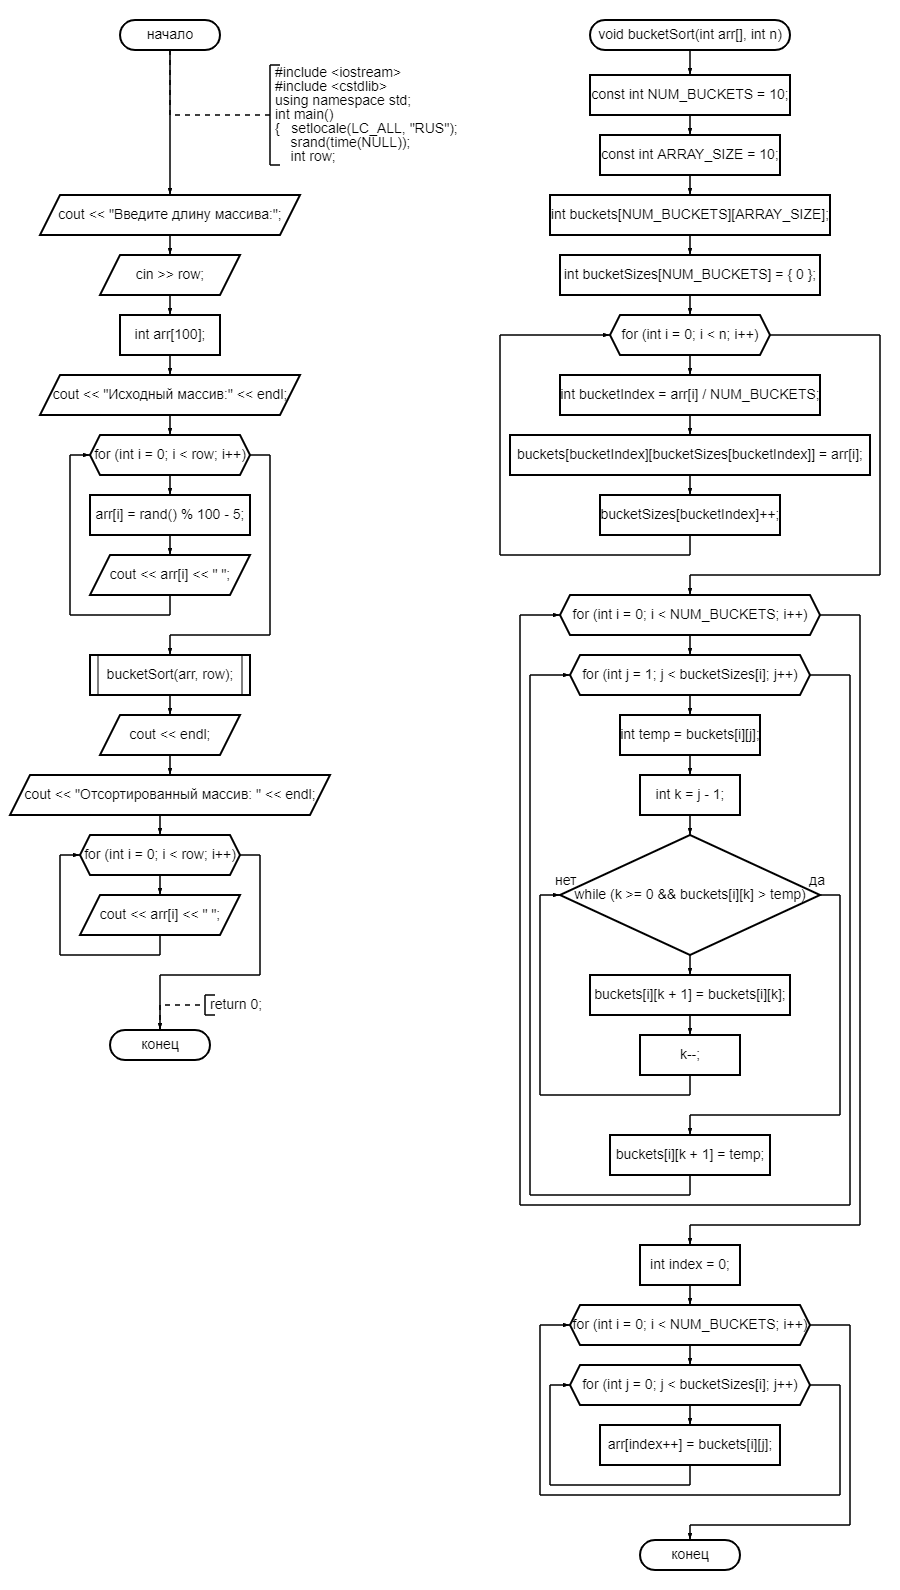 начало
#include <iostream>
#include <cstdlib>
using namespace std;
int main()
{   setlocale(LC_ALL, "RUS");
srand(time(NULL));
int row;
cout << "Введите длину массива:";
cin >> row;
int arr[100];
cout << "Исходный массив:" << endl;
for (int i = 0; i < row; i++)
arr[i] = rand() % 100 - 5;
cout << arr[i] << " ";
bucketSort(arr, row);
cout << endl;
cout << "Отсортированный массив: " << endl;
for (int i = 0; i < row; i++)
cout << arr[i] << " ";
return 0;
конец
void bucketSort(int arr[], int n)
const int NUM_BUCKETS = 10;
const int ARRAY_SIZE = 10;
int buckets[NUM_BUCKETS][ARRAY_SIZE];
int bucketSizes[NUM_BUCKETS] = { 0 };
for (int i = 0; i < n; i++)
int bucketIndex = arr[i] / NUM_BUCKETS;
buckets[bucketIndex][bucketSizes[bucketIndex]] = arr[i];
bucketSizes[bucketIndex]++;
for (int i = 0; i < NUM_BUCKETS; i++)
for (int j = 1; j < bucketSizes[i]; j++)
int temp = buckets[i][j];
int k = j - 1;
нет
да
while (k >= 0 && buckets[i][k] > temp)
buckets[i][k + 1] = buckets[i][k];
k--;
buckets[i][k + 1] = temp;
int index = 0;
for (int i = 0; i < NUM_BUCKETS; i++)
for (int j = 0; j < bucketSizes[i]; j++)
arr[index++] = buckets[i][j];
конец